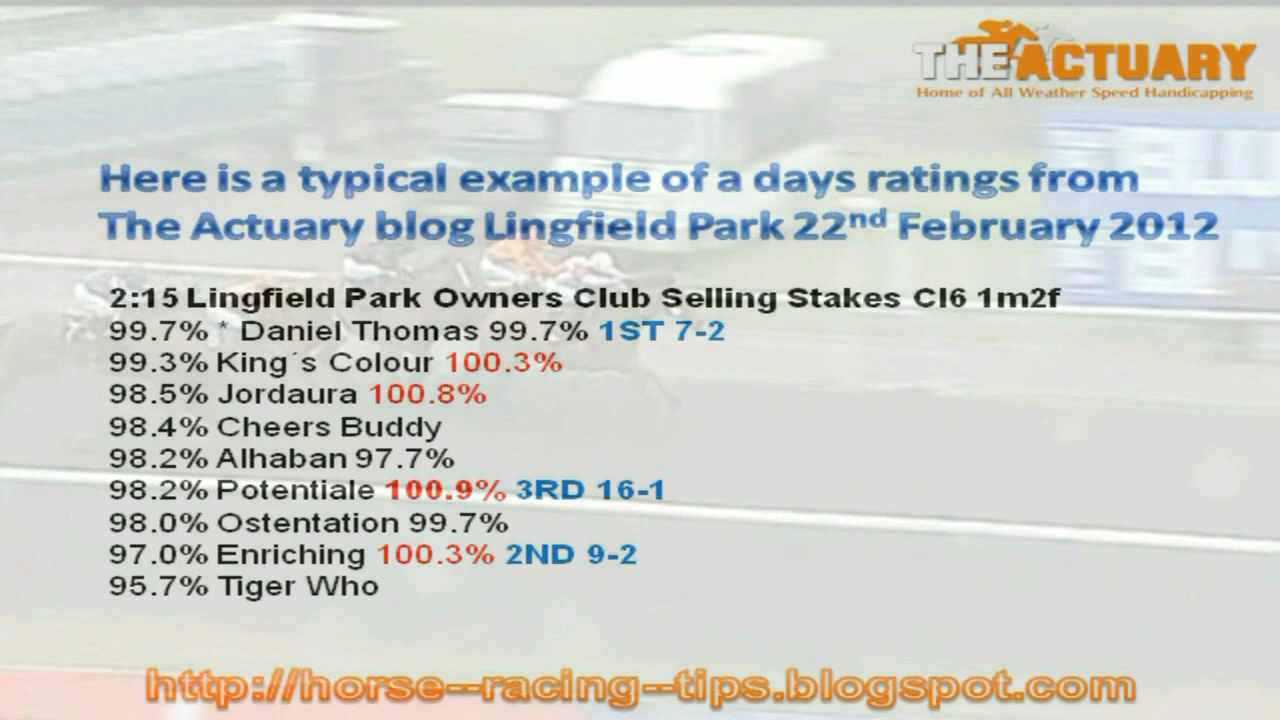 THE ACTUARY
Home of All Weather Speed Handicapping
Here is a typical example of a days ratings from
The Actuary blog Lingfield Park 22nd February 2012
2:15 Lingfield Park Owners Club Selling Stakes Cl6 1m2f
99.7% * Daniel Thomas 99.7% 1ST 7-2
99.3% King´s Colour 100.3%
98.5% Jordaura 100.8%
98.4% Cheers Buddy
98.2% Alhaban 97.7%
98.2% Potentiale 100.9% 3RD 16-1
98.0% Ostentation 99.7%
97.0% Enriching 100.3% 2ND 9-2
95.7% Tiger Who
http://horse--racing--tips.blogspot.com